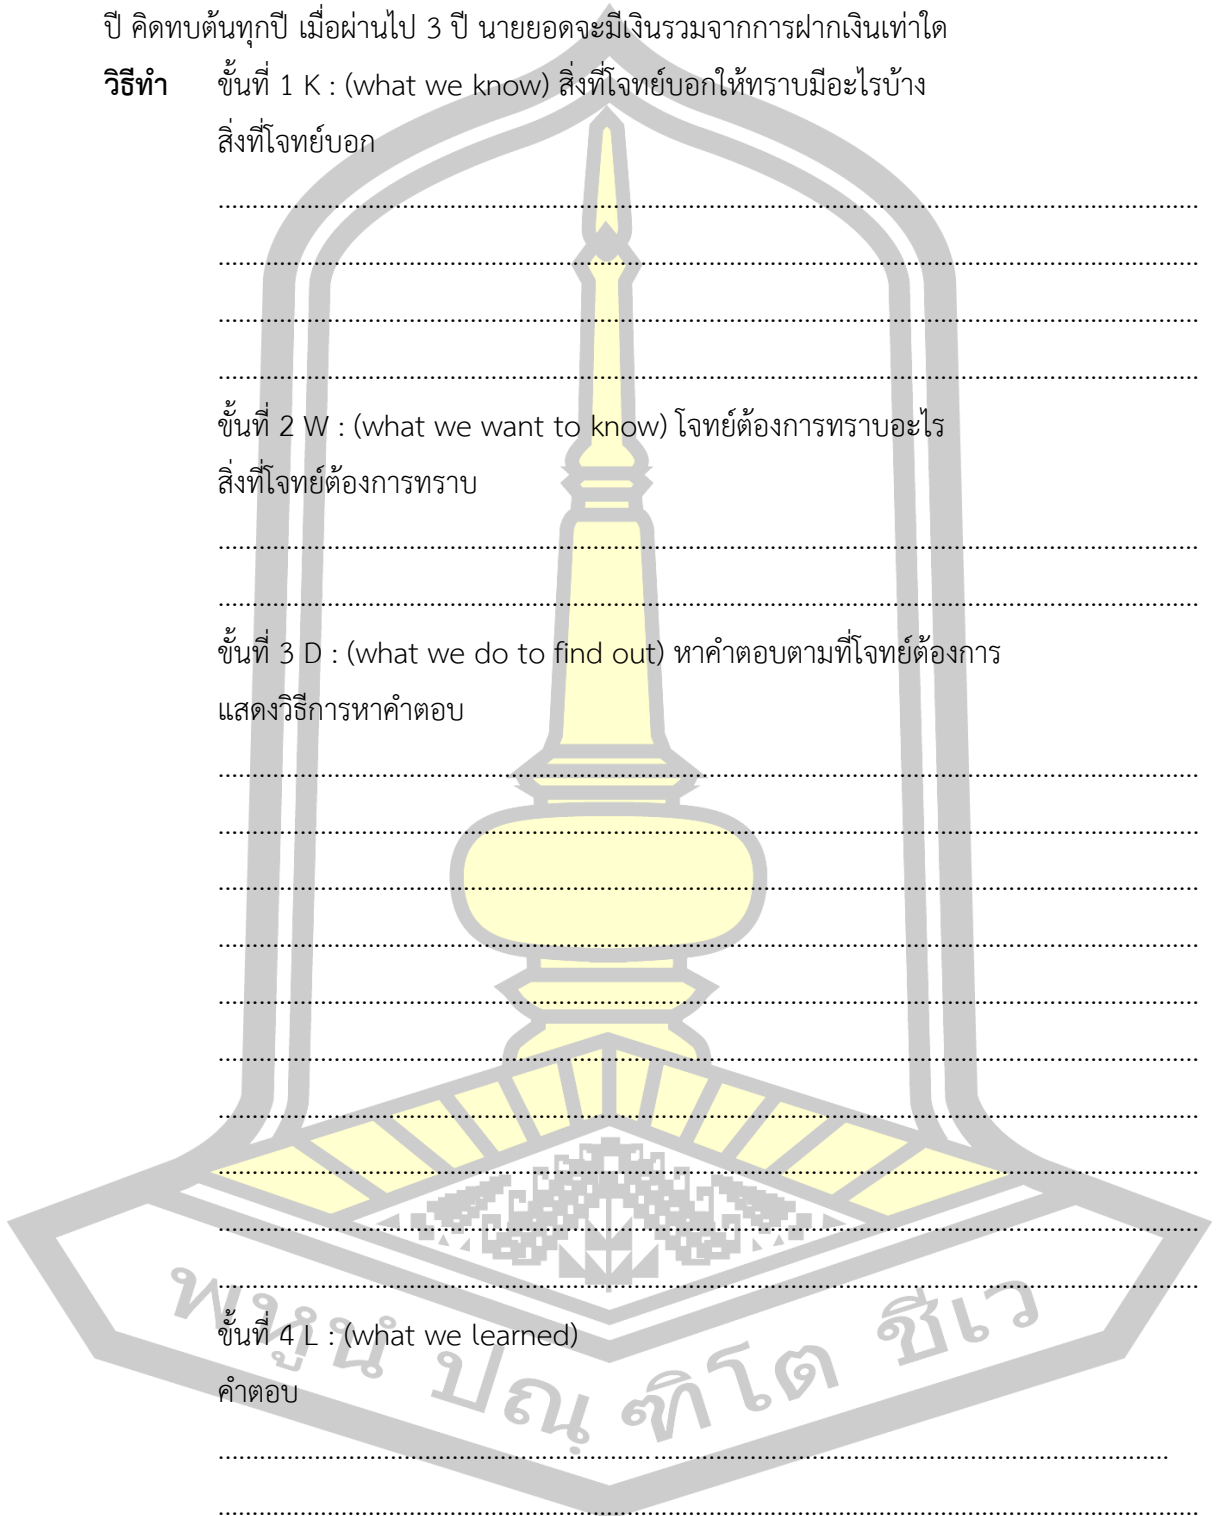 ปี คิดทบต้นทุกปี เมื่อผ่านไป 3 ปี นายยอดจะมีเงินรวมจากการฝากเงินเท่าใด
วิธีทำ ขั้นที่ 1 K : (what we know) สิ่งที่โจทย์บอกให้ทราบมีอะไรบ้าง
สิ่งที่โจทย์บอก
ขั้นที่ 2 W : (what we want to know) โจทย์ต้องการทราบอะไร
สิ่งที่โจทย์ต้องการทราบ
ขั้นที่ 3 D : (what we do to find out) หาคำตอบตามที่โจทย์ต้องการ
แสดงวิธีการหาคำตอบ
ขั้นที่ 4 L : (what we learned)
คำตอบ
พหูนํ ปณฺฑิโต ชีเว